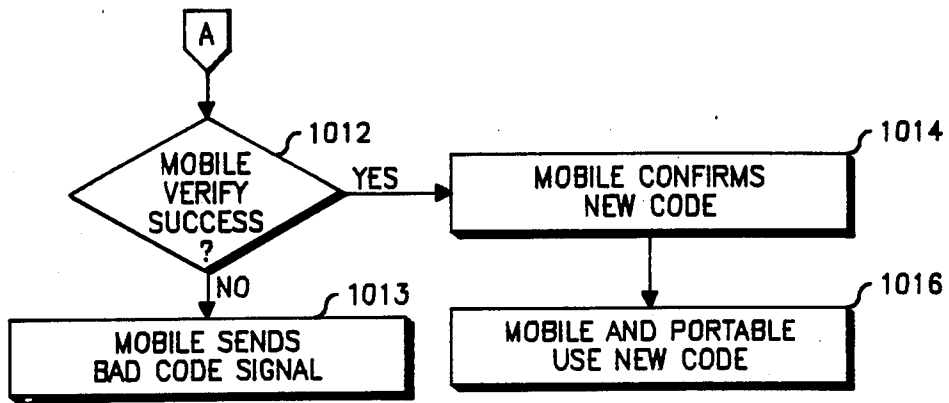 A
1012
MOBILE
VERIFY
SUCCESS
?
YES
NO
1014
MOBILE CONFIRMS
NEW CODE
1013
MOBILE SENDS
BAD CODE SIGNAL
1016
MOBILE AND PORTABLE
USE NEW CODE